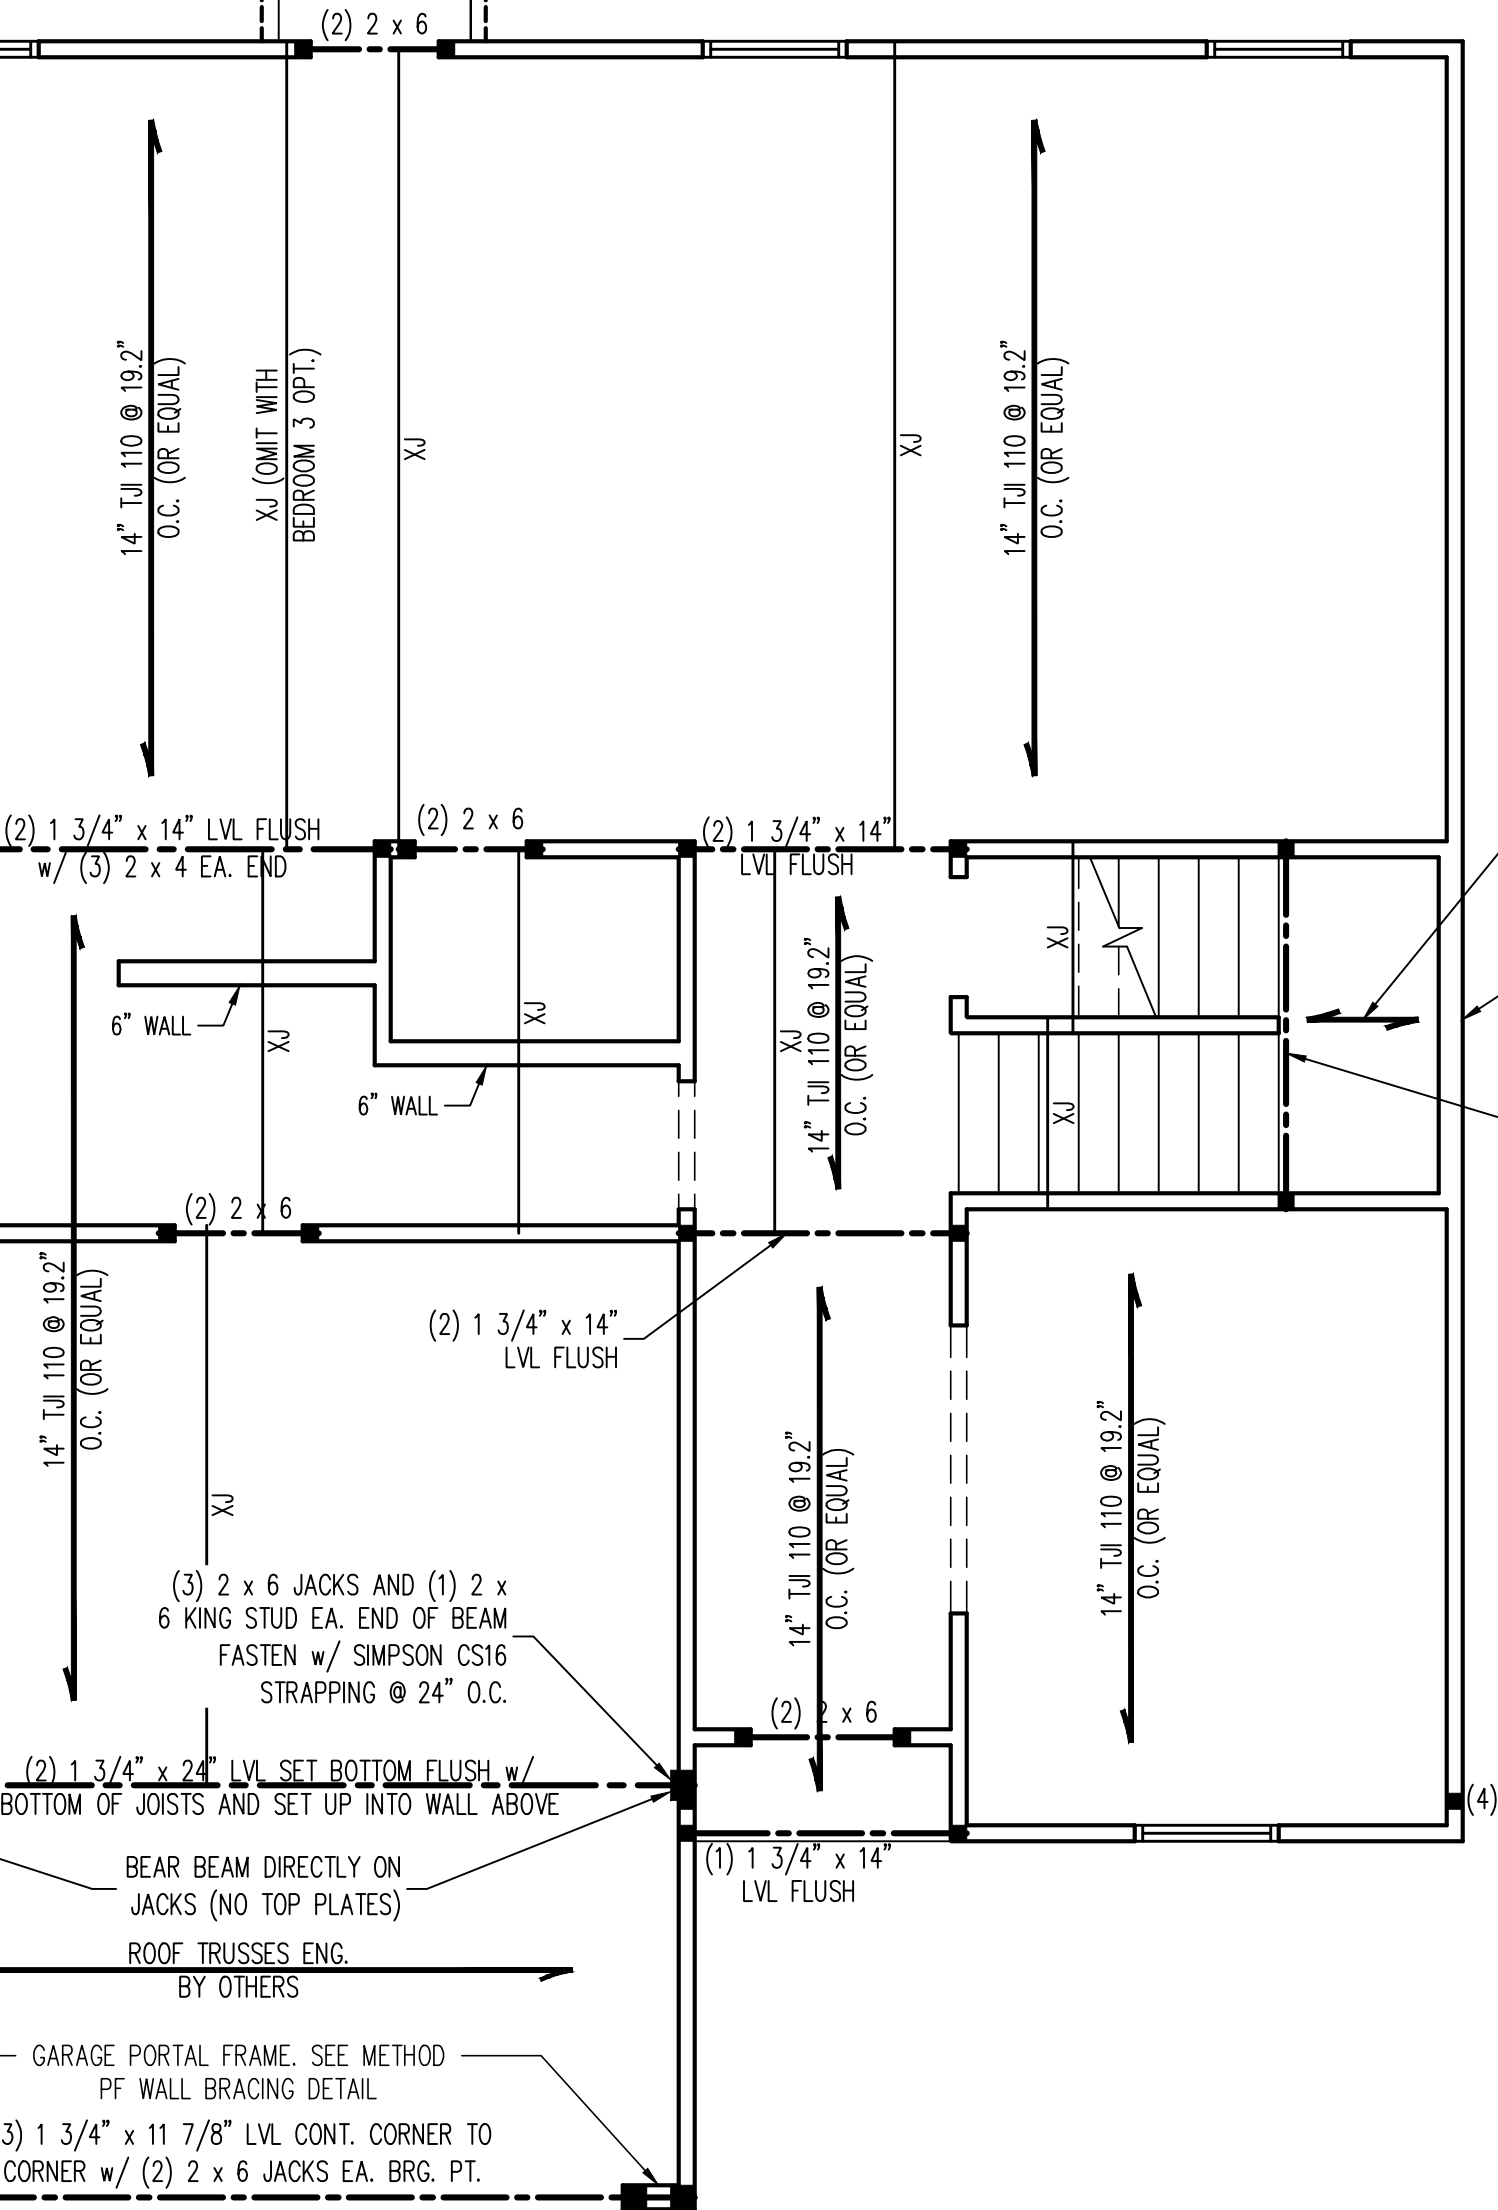 (2) 2 x 6
14" TJI 110 @ 19.2"
O.C. (OR EQUAL)
XJ (OMIT WITH
BEDROOM 3 OPT.)
XJ
XJ
14" TJI 110 @ 19.2"
O.C. (OR EQUAL)
(2) 1 3/4" x 14" LVL FLUSH
w/ (3) 2 x 4 EA. END
(2) 2 x 6
(2) 1 3/4" x 14"
LVL FLUSH
6" WALL
XJ
XJ
6" WALL
XJ
14" TJI 110 @ 19.2"
O.C. (OR EQUAL)
XJ
XJ
(2) 2 x 6
14" TJI 110 @ 19.2"
O.C. (OR EQUAL)
XJ
(2) 1 3/4" x 14"
LVL FLUSH
14" TJI 110 @ 19.2"
O.C. (OR EQUAL)
14" TJI 110 @ 19.2"
O.C. (OR EQUAL)
(3) 2 x 6 JACKS AND (1) 2 x
6 KING STUD EA. END OF BEAM
FASTEN w/ SIMPSON CS16
STRAPPING @ 24" O.C.
(2) 2 x 6
(2) 1 3/4" x 24" LVL SET BOTTOM FLUSH w/
BOTTOM OF JOISTS AND SET UP INTO WALL ABOVE
(4)
BEAR BEAM DIRECTLY ON
JACKS (NO TOP PLATES)
(1) 1 3/4" x 14"
LVL FLUSH
ROOF TRUSSES ENG.
BY OTHERS
GARAGE PORTAL FRAME. SEE METHOD
PF WALL BRACING DETAIL
3) 1 3/4" x 11 7/8" LVL CONT. CORNER TO
CORNER w/ (2) 2 x 6 JACKS EA. BRG. PT.